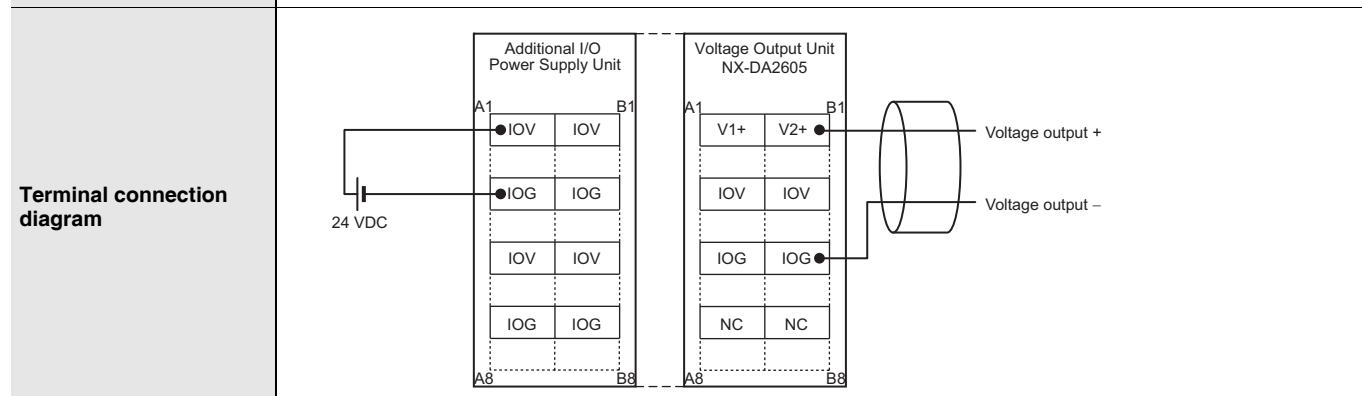 Terminal connection
diagram
Additional I/O
Power Supply Unit
A1 B1
IOV IOV
IOG IOG
IOV IOV
IOG IOG
A8 B8
24 VDC
Voltage Output Unit
NX-DA2605
A1 B1
V1+ V2+
IOV IOV
IOG IOG
NC NC
A8 B8
Voltage output +
Voltage output –